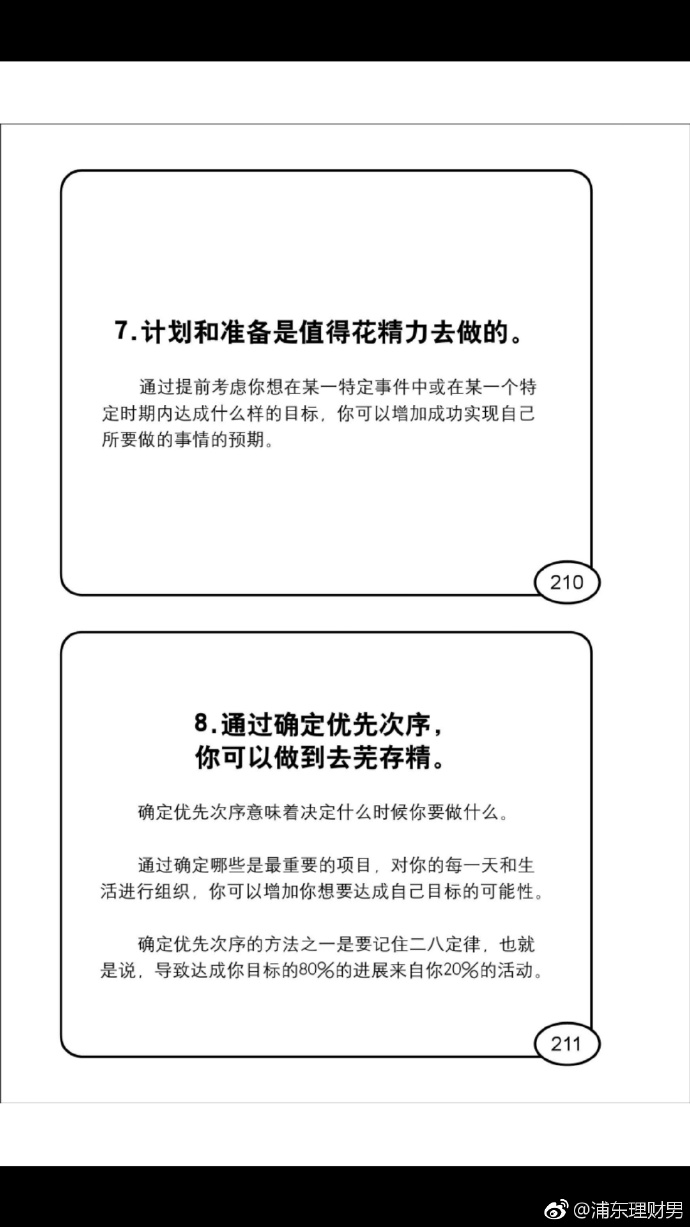 7.计划和准备是值得花精力去做的。
通过提前考虑你想在某一特定事件中或在某一个特
定时期内达成什么样的目标，你可以增加成功实现自己
所要做的事情的预期。
210
8.通过确定优先次序，
你可以做到去芜存精。
确定优先次序意味着决定什么时候你要做什么。
通过确定哪些是最重要的项目，对你的每一天和生
活进行组织，你可以增加你想要达成自己目标的可能性。
确定优先次序的方法之一是要记住二八定律，也就
是说，导致达成你目标的80%的进展来自你20%的活动。
211
@浦东理财男